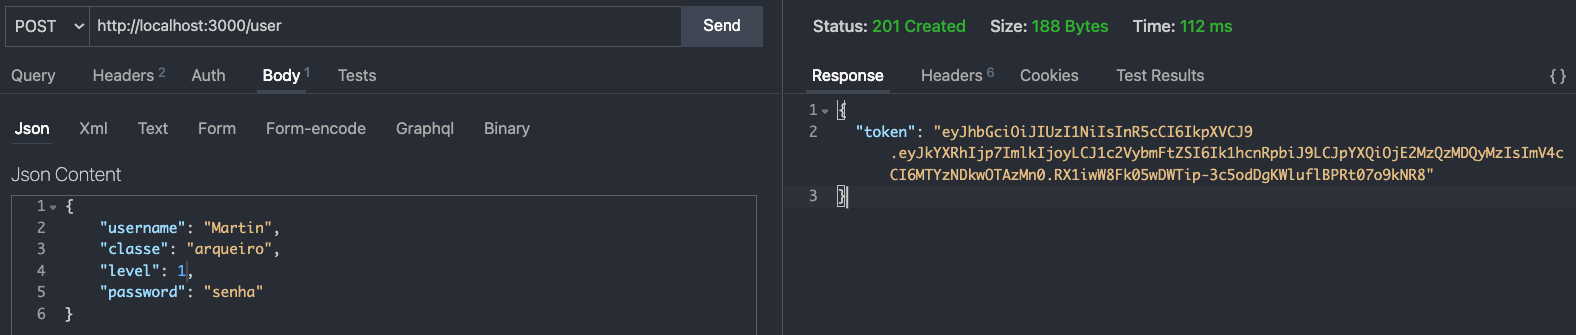 POST
http://localhost:3000/user
Send
Query Headers 2 Auth Body 1 Tests
Json Xml Text Form Form-encode Graphql Binary
Json Content
1 {
2 "username": "Martin",
3 "classe": "arqueiro",
4 "level": 1,
5 "password": "senha"
6 }
Status: 201 Created Size: 188 Bytes Time: 112 ms
Response Headers 6 Cookies Test Results { }
1 {
2 "token": "eyJhbGciOiJIUzI1NiIsInR5cCI6IkpXVCJ9
.eyJkYXRhIjp7ImlkIjoyLCJ1c2VybmFtZSI6Ik1hcnRpbiJ9LCJpYXQiOjE2MzQzMDQyMzIsImV4c
CI6MTYzNDkwOTAzMn0.RX1iwW8Fk05wDWTip-3c5odDgKWluflBPRt07o9kNR8"
3 }